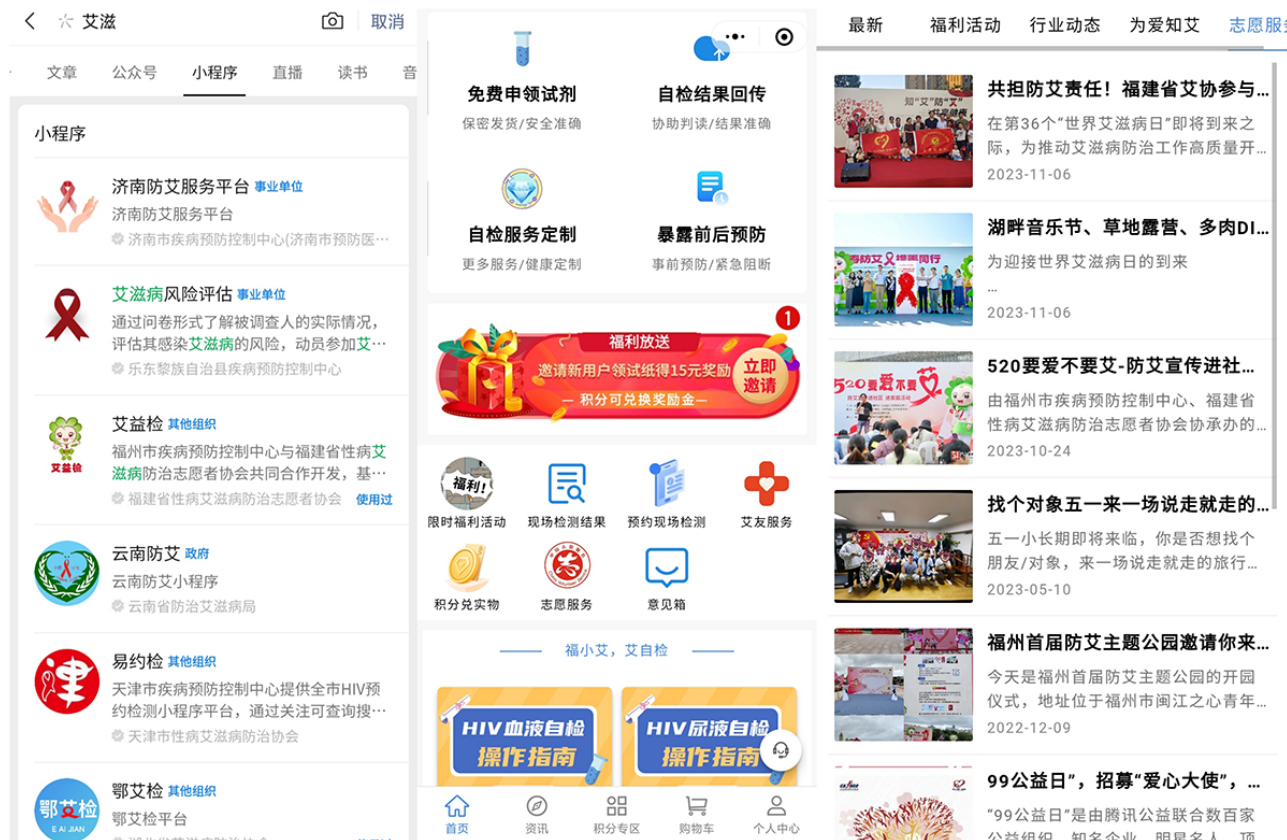 艾滋
取消
文章
公众号
小程序
直播
读书
音
小程序
济南防艾服务平台 事业单位
济南防艾服务平台
济南市疾病预防控制中心(济南市预防医…
艾滋病风险评估 事业单位
通过问卷形式了解被调查人的实际情况，
评估其感染艾滋病的风险，动员参加艾…
乐东黎族自治县疾病预防控制中心
艾益检
艾益检 其他组织
福州市疾病预防控制中心与福建省性病艾
滋病防治志愿者协会共同合作开发，基…
福建省性病艾滋病防治志愿者协会 使用过
云南防艾 政府
云南防艾小程序
云南省防治艾滋病局
津
易约检 其他组织
天津市疾病预防控制中心提供全市HIV预
约检测小程序平台，通过关注可查询搜…
天津市性病艾滋病防治协会
鄂艾检
E AI JIAN
鄂艾检 其他组织
鄂艾检平台
免费申领试剂
保密发货/安全准确
自检结果回传
协助判读/结果准确
自检服务定制
更多服务/健康定制
暴露前后预防
事前预防/紧急阻断
1
福利放送
邀请新用户领试纸得15元奖励
积分可兑换奖励金
立即
邀请
福利!
限时福利活动
现场检测结果
预约现场检测
艾友服务
积分兑实物
志愿服务
意见箱
福小艾，艾自检
HIV血液自检
操作指南
HIV尿液自检
操作指南
首页
资讯
积分专区
购物车
个人中心
最新
福利活动
行业动态
为爱知艾
志愿服务
知“艾”防“艾”
共担防艾责任！福建省艾协参与…
在第36个“世界艾滋病日”即将到来之
际，为推动艾滋病防治工作高质量开…
2023-11-06
湖畔音乐节、草地露营、多肉DI…
为迎接世界艾滋病日的到来
…
2023-11-06
520要爱不要艾
520要爱不要艾-防艾宣传进社…
由福州市疾病预防控制中心、福建省
性病艾滋病防治志愿者协会协承办的…
2023-10-24
找个对象五一来一场说走就走的…
五一小长期即将来临，你是否想找个
朋友/对象，来一场说走就走的旅行…
2023-05-10
福州首届防艾主题公园邀请你来…
今天是福州首届防艾主题公园的开园
仪式，地址位于福州市闽江之心青年…
2022-12-09
99公益日”，招募“爱心大使”，…
“99公益日”是由腾讯公益联合数百家